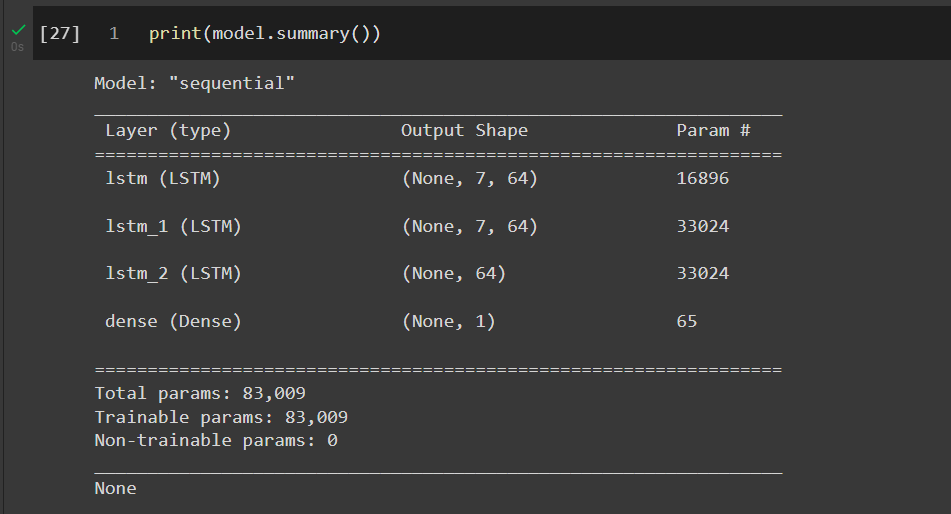 [27] 1 print(model.summary())
0s
Model: "sequential"
Layer (type) Output Shape Param #
=================================================================
lstm (LSTM) (None, 7, 64) 16896
lstm_1 (LSTM) (None, 7, 64) 33024
lstm_2 (LSTM) (None, 64) 33024
dense (Dense) (None, 1) 65
=================================================================
Total params: 83,009
Trainable params: 83,009
Non-trainable params: 0
_________________________________________________________________
None